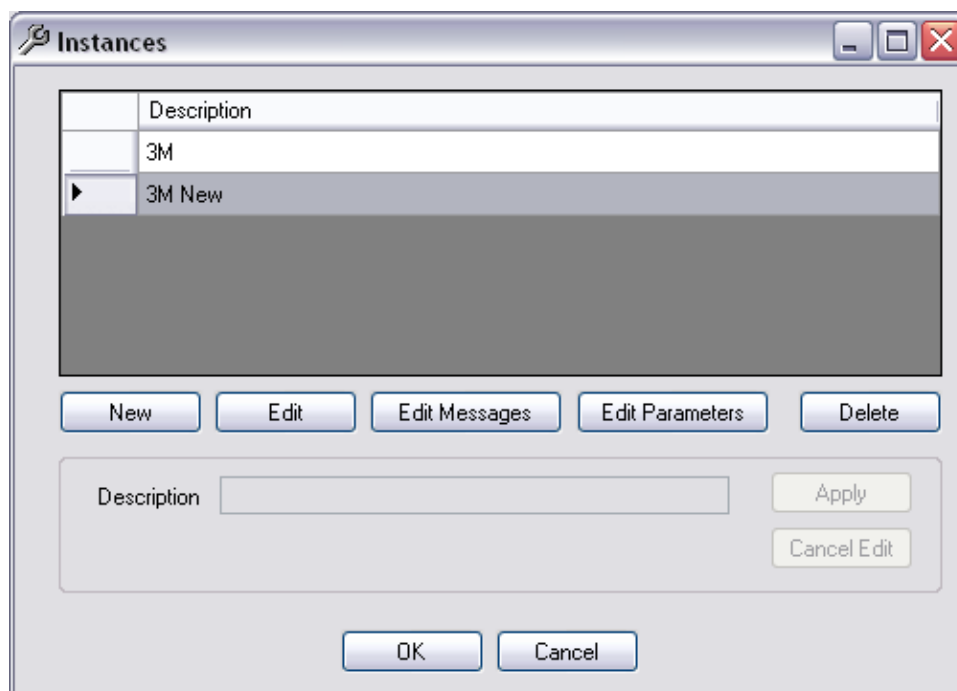 Instances
Description
3M
3M New
New Edit Edit Messages Edit Parameters Delete
Description Apply
Cancel Edit
OK Cancel